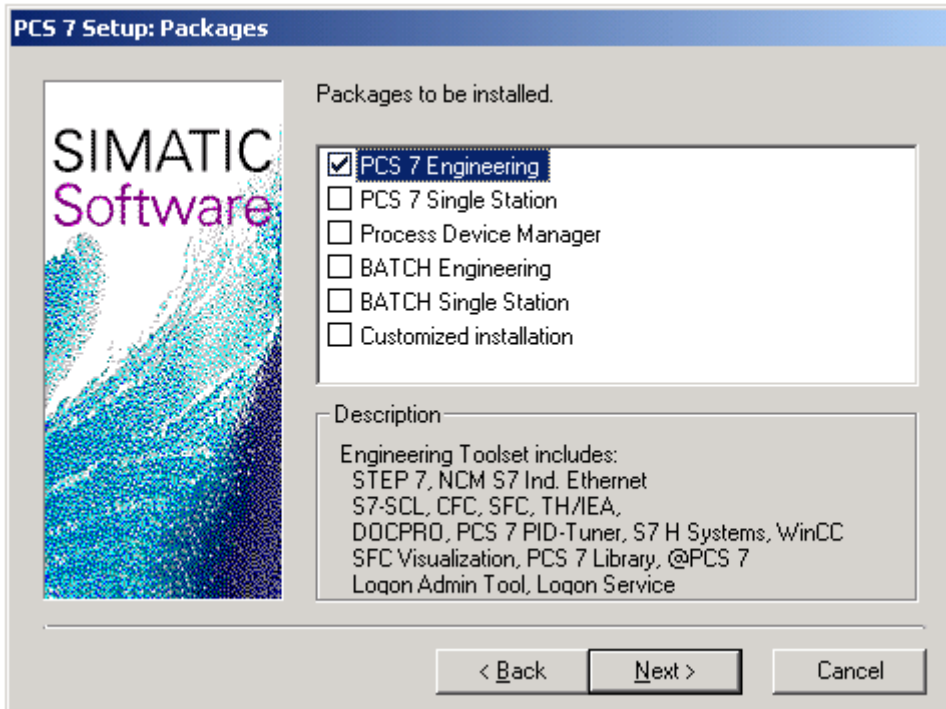 PCS 7 Setup: Packages
SIMATIC
Software
Packages to be installed.
PCS 7 Engineering
PCS 7 Single Station
Process Device Manager
BATCH Engineering
BATCH Single Station
Customized installation
Description
Engineering Toolset includes:
STEP 7, NCM S7 Ind. Ethernet
S7-SCL, CFC, SFC, TH/IEA,
DOCPRO, PCS 7 PID-Tuner, S7 H Systems, WinCC
SFC Visualization, PCS 7 Library, @PCS 7
Logon Admin Tool, Logon Service
< Back
Next >
Cancel